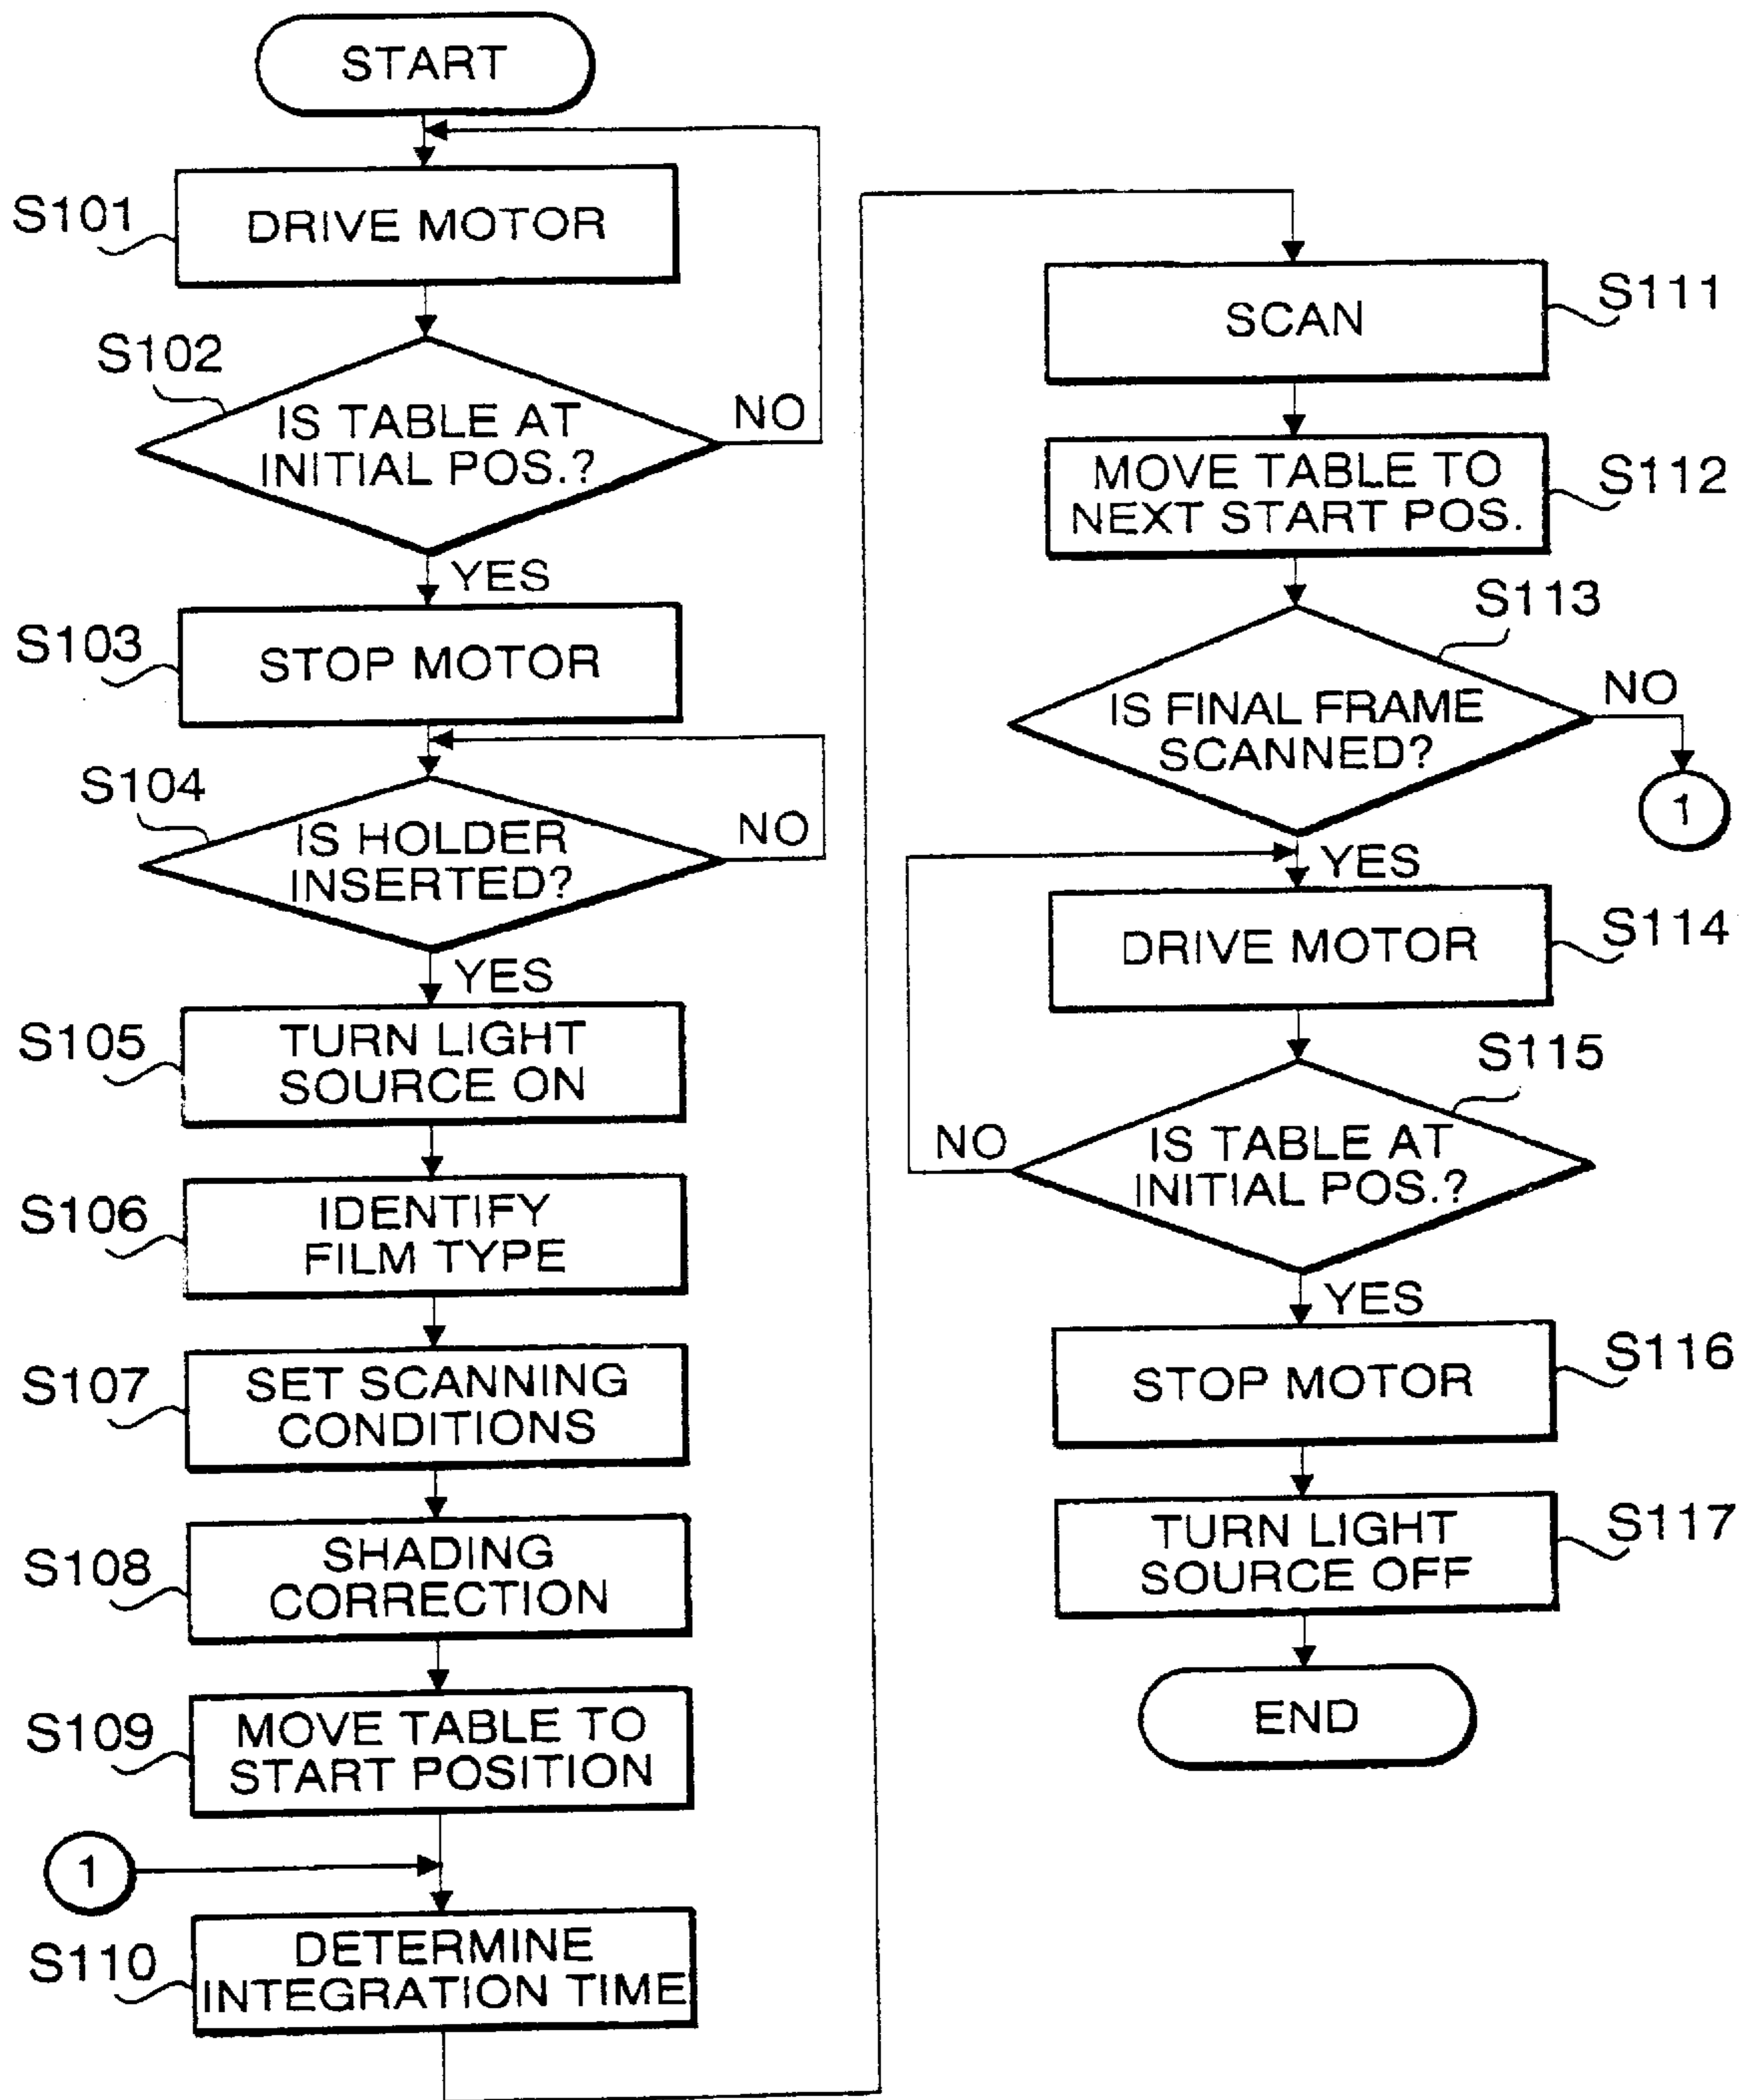 START
S101
DRIVE MOTOR
S102
IS TABLE AT
INITIAL POS.?
NO
YES
S103
STOP MOTOR
S104
IS HOLDER
INSERTED?
NO
YES
S105
TURN LIGHT
SOURCE ON
S106
IDENTIFY
FILM TYPE
S107
SET SCANNING
CONDITIONS
S108
SHADING
CORRECTION
S109
MOVE TABLE TO
START POSITION
1
S110
DETERMINE
INTEGRATION TIME
SCAN
S111
MOVE TABLE TO
NEXT START POS.
S112
S113
IS FINAL FRAME
SCANNED?
NO
1
YES
DRIVE MOTOR
S114
S115
IS TABLE AT
INITIAL POS.?
NO
YES
STOP MOTOR
S116
TURN LIGHT
SOURCE OFF
S117
END